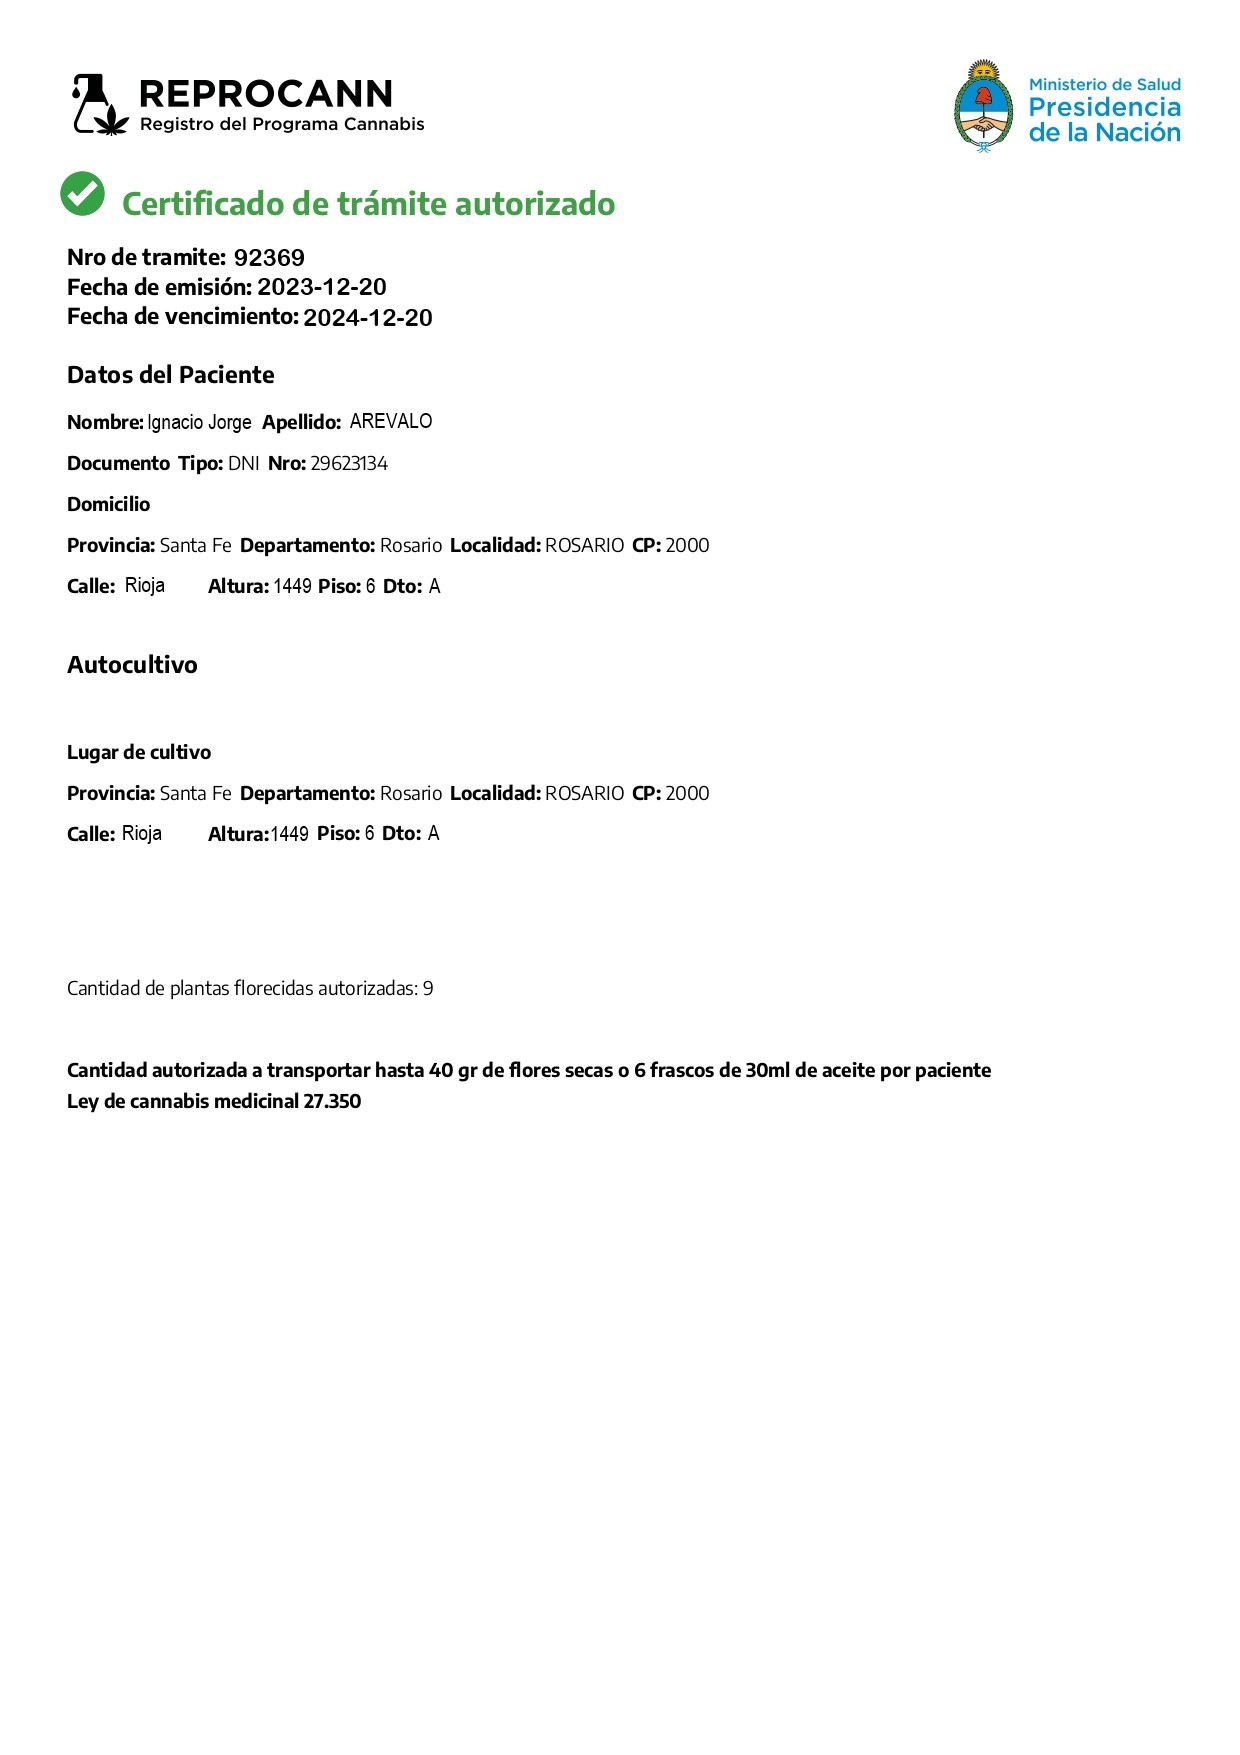 REPROCANN
Registro del Programa Cannabis
Ministerio de Salud
Presidencia
de la Nación
Certificado de trámite autorizado
Nro de tramite: 92369
Fecha de emisión: 2023-12-20
Fecha de vencimiento: 2024-12-20
Datos del Paciente
Nombre: Ignacio Jorge Apellido: AREVALO
Documento Tipo: DNI Nro: 29623134
Domicilio
Provincia: Santa Fe Departamento: Rosario Localidad: ROSARIO CP: 2000
Calle: Rioja Altura: 1449 Piso: 6 Dto: A
Autocultivo
Lugar de cultivo
Provincia: Santa Fe Departamento: Rosario Localidad: ROSARIO CP: 2000
Calle: Rioja Altura: 1449 Piso: 6 Dto: A
Cantidad de plantas florecidas autorizadas: 9
Cantidad autorizada a transportar hasta 40 gr de flores secas o 6 frascos de 30ml de aceite por paciente
Ley de cannabis medicinal 27.350